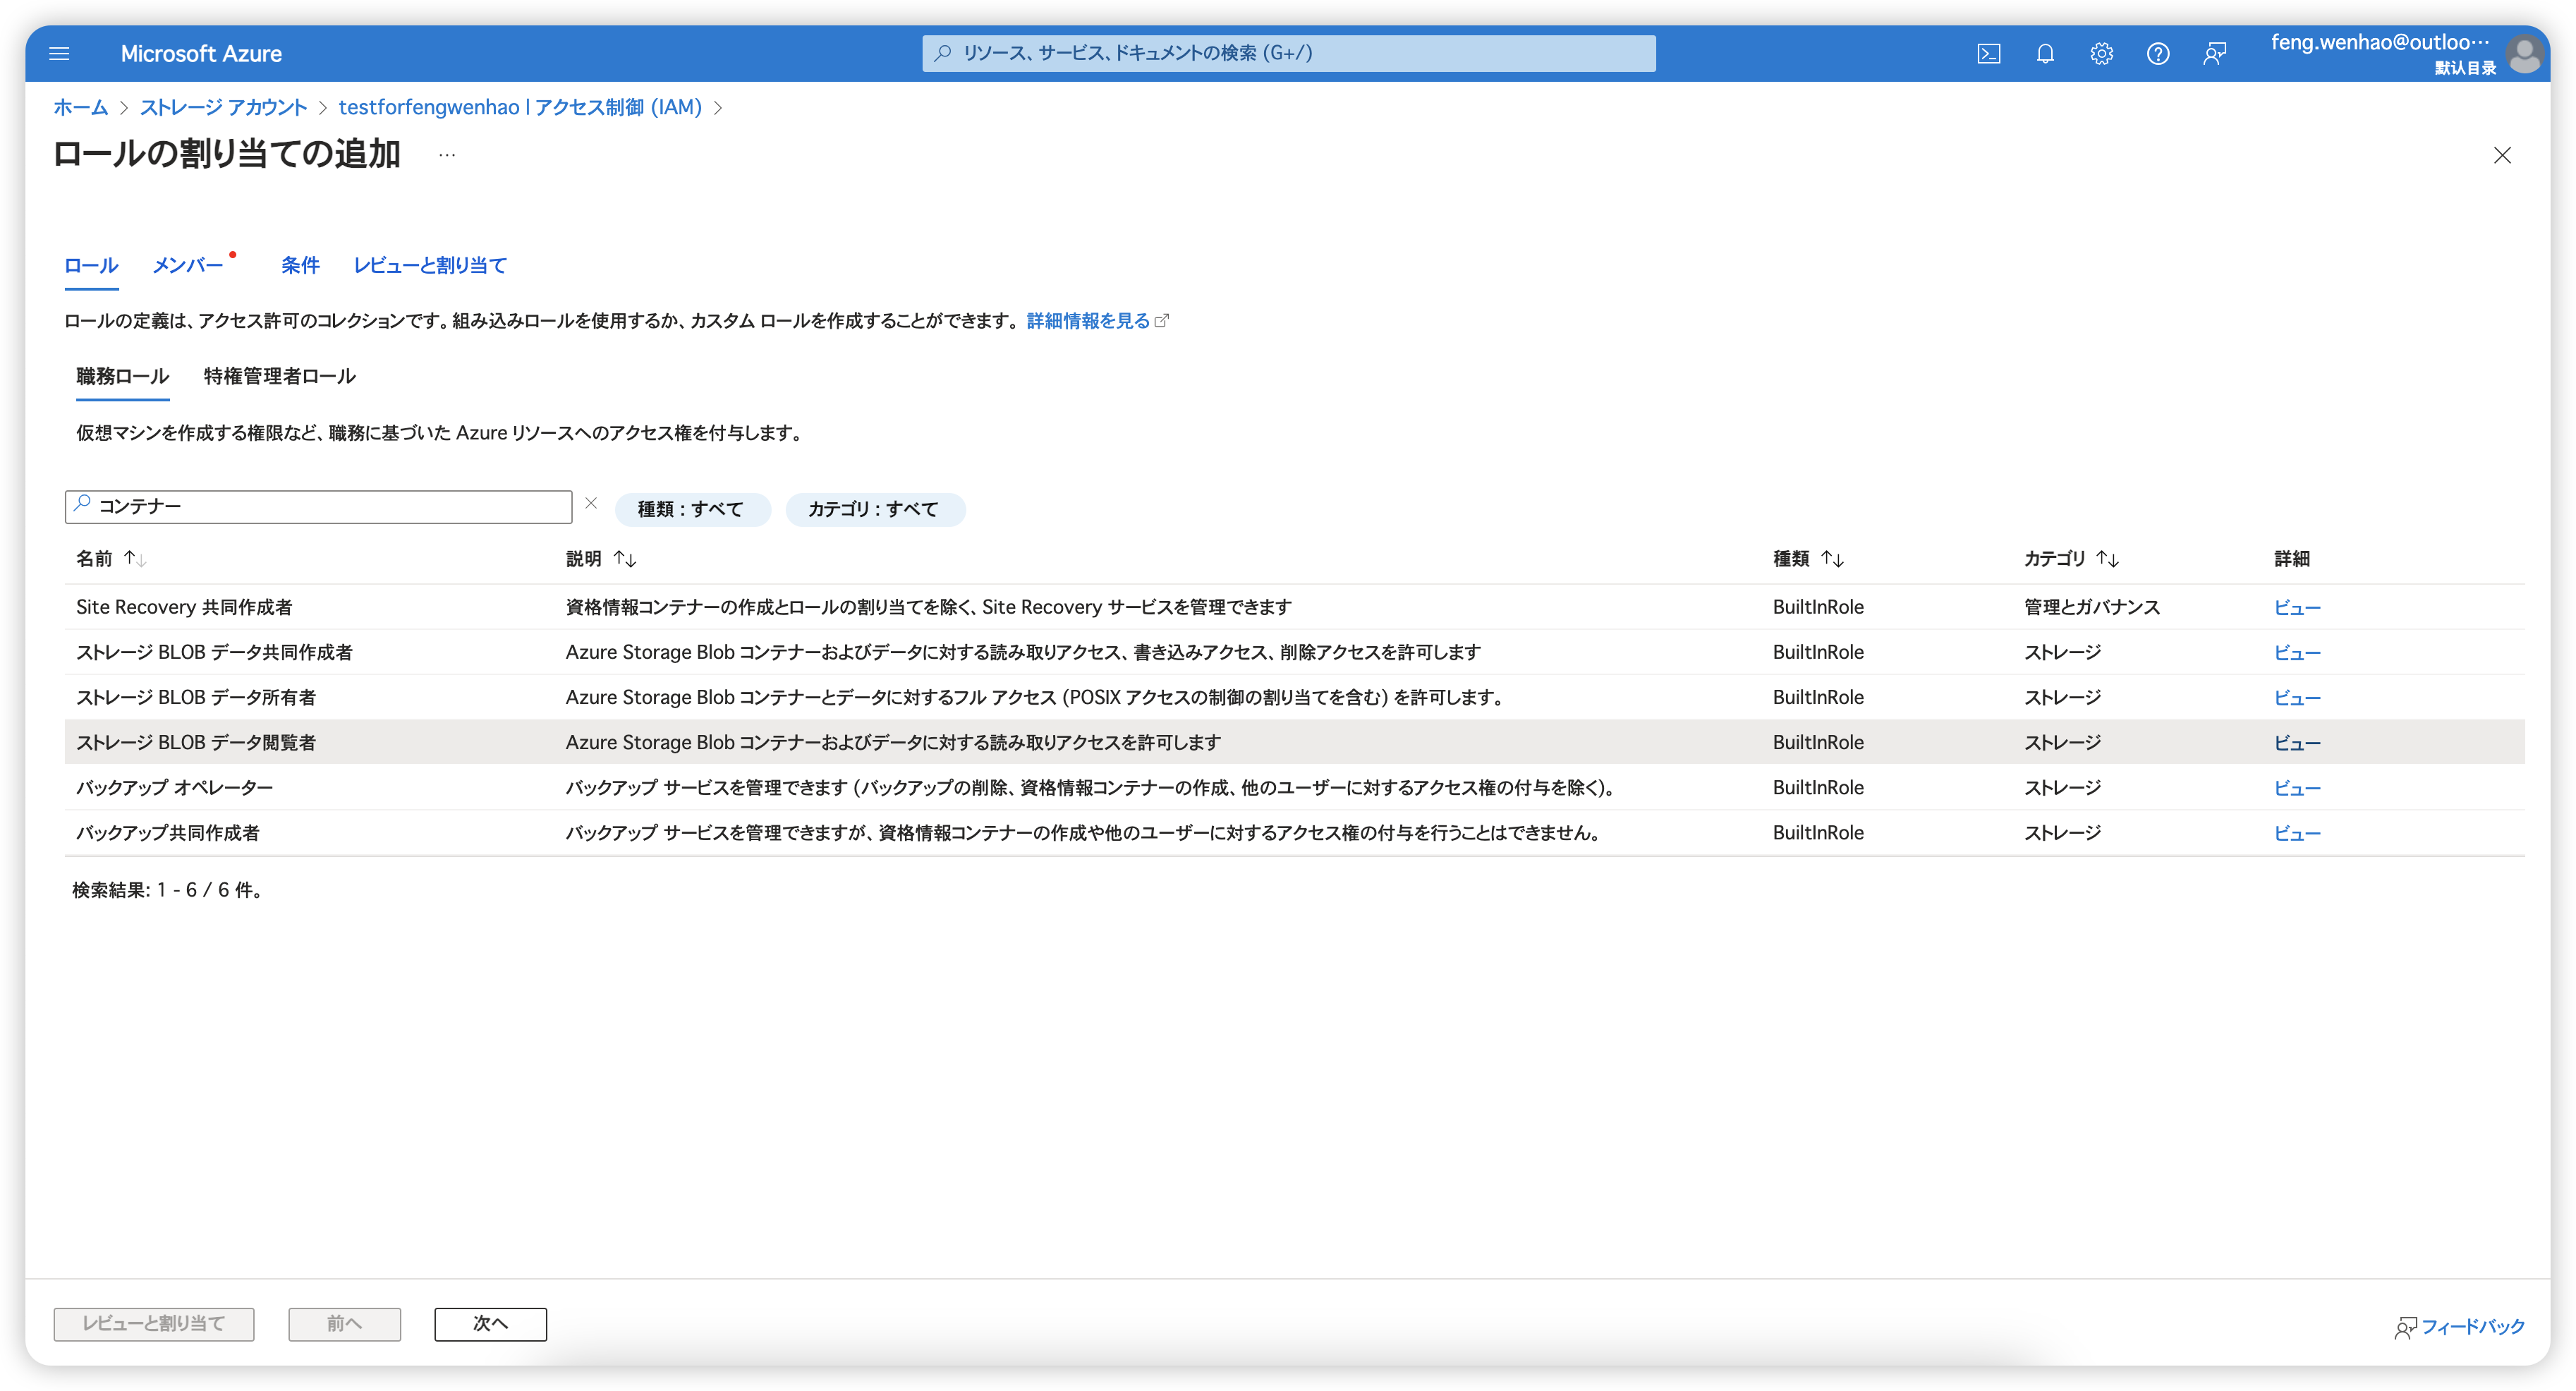 Microsoft Azure
リソース、サービス、ドキュメントの検索 (G+/)
feng.wenhao@outloo…
默认目录
ホーム > ストレージ アカウント > testforfengwenhao | アクセス制御 (IAM) >
ロールの割り当ての追加 …
ロール メンバー 条件 レビューと割り当て
ロールの定義は、アクセス許可のコレクションです。組み込みロールを使用するか、カスタム ロールを作成することができます。 詳細情報を見る
職務ロール 特権管理者ロール
仮想マシンを作成する権限など、職務に基づいた Azure リソースへのアクセス権を付与します。
コンテナー 種類 : すべて カテゴリ : すべて
名前 ↑↓ 説明 ↑↓ 種類 ↑↓ カテゴリ ↑↓ 詳細
Site Recovery 共同作成者 資格情報コンテナーの作成とロールの割り当てを除く、Site Recovery サービスを管理できます BuiltInRole 管理とガバナンス ビュー
ストレージ BLOB データ共同作成者 Azure Storage Blob コンテナーおよびデータに対する読み取りアクセス、書き込みアクセス、削除アクセスを許可します BuiltInRole ストレージ ビュー
ストレージ BLOB データ所有者 Azure Storage Blob コンテナーとデータに対するフル アクセス (POSIX アクセスの制御の割り当てを含む) を許可します。 BuiltInRole ストレージ ビュー
ストレージ BLOB データ閲覧者 Azure Storage Blob コンテナーおよびデータに対する読み取りアクセスを許可します BuiltInRole ストレージ ビュー
バックアップ オペレーター バックアップ サービスを管理できます (バックアップの削除、資格情報コンテナーの作成、他のユーザーに対するアクセス権の付与を除く)。 BuiltInRole ストレージ ビュー
バックアップ共同作成者 バックアップ サービスを管理できますが、資格情報コンテナーの作成や他のユーザーに対するアクセス権の付与を行うことはできません。 BuiltInRole ストレージ ビュー
検索結果: 1 - 6 / 6 件。
レビューと割り当て 前へ 次へ フィードバック